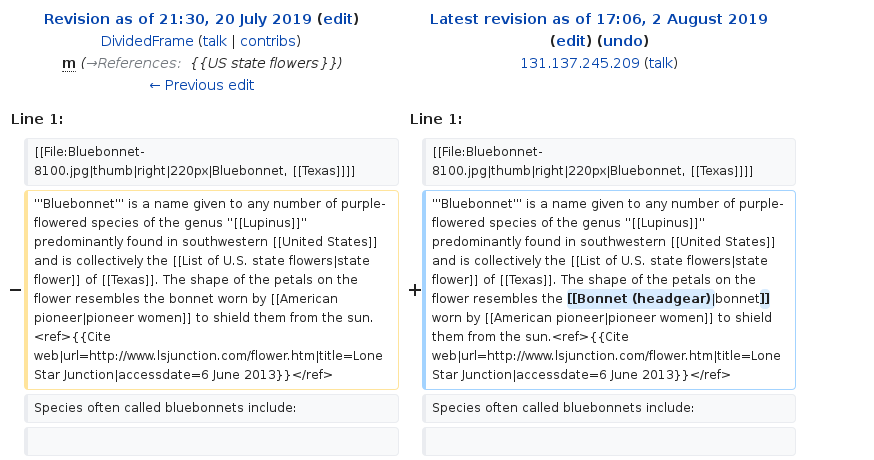 Revision as of 21:30, 20 July 2019 (edit)
DividedFrame (talk | contribs)
m (→References: {{US state flowers}})
← Previous edit
Latest revision as of 17:06, 2 August 2019
(edit) (undo)
131.137.245.209 (talk)
Line 1:
Line 1:
[[File:Bluebonnet-
8100.jpg|thumb|right|220px|Bluebonnet, [[Texas]]]]
[[File:Bluebonnet-
8100.jpg|thumb|right|220px|Bluebonnet, [[Texas]]]]
−
'''Bluebonnet''' is a name given to any number of purple-
flowered species of the genus ''[[Lupinus]]''
predominantly found in southwestern [[United States]]
and is collectively the [[List of U.S. state flowers|state
flower]] of [[Texas]]. The shape of the petals on the
flower resembles the bonnet worn by [[American
pioneer|pioneer women]] to shield them from the sun.
<ref>{{Cite
web|url=http://www.lsjunction.com/flower.htm|title=Lone
Star Junction|accessdate=6 June 2013}}</ref>
+
'''Bluebonnet''' is a name given to any number of purple-
flowered species of the genus ''[[Lupinus]]''
predominantly found in southwestern [[United States]]
and is collectively the [[List of U.S. state flowers|state
flower]] of [[Texas]]. The shape of the petals on the
flower resembles the [[Bonnet (headgear)|bonnet]]
worn by [[American pioneer|pioneer women]] to shield
them from the sun.<ref>{{Cite
web|url=http://www.lsjunction.com/flower.htm|title=Lone
Star Junction|accessdate=6 June 2013}}</ref>
Species often called bluebonnets include:
Species often called bluebonnets include: